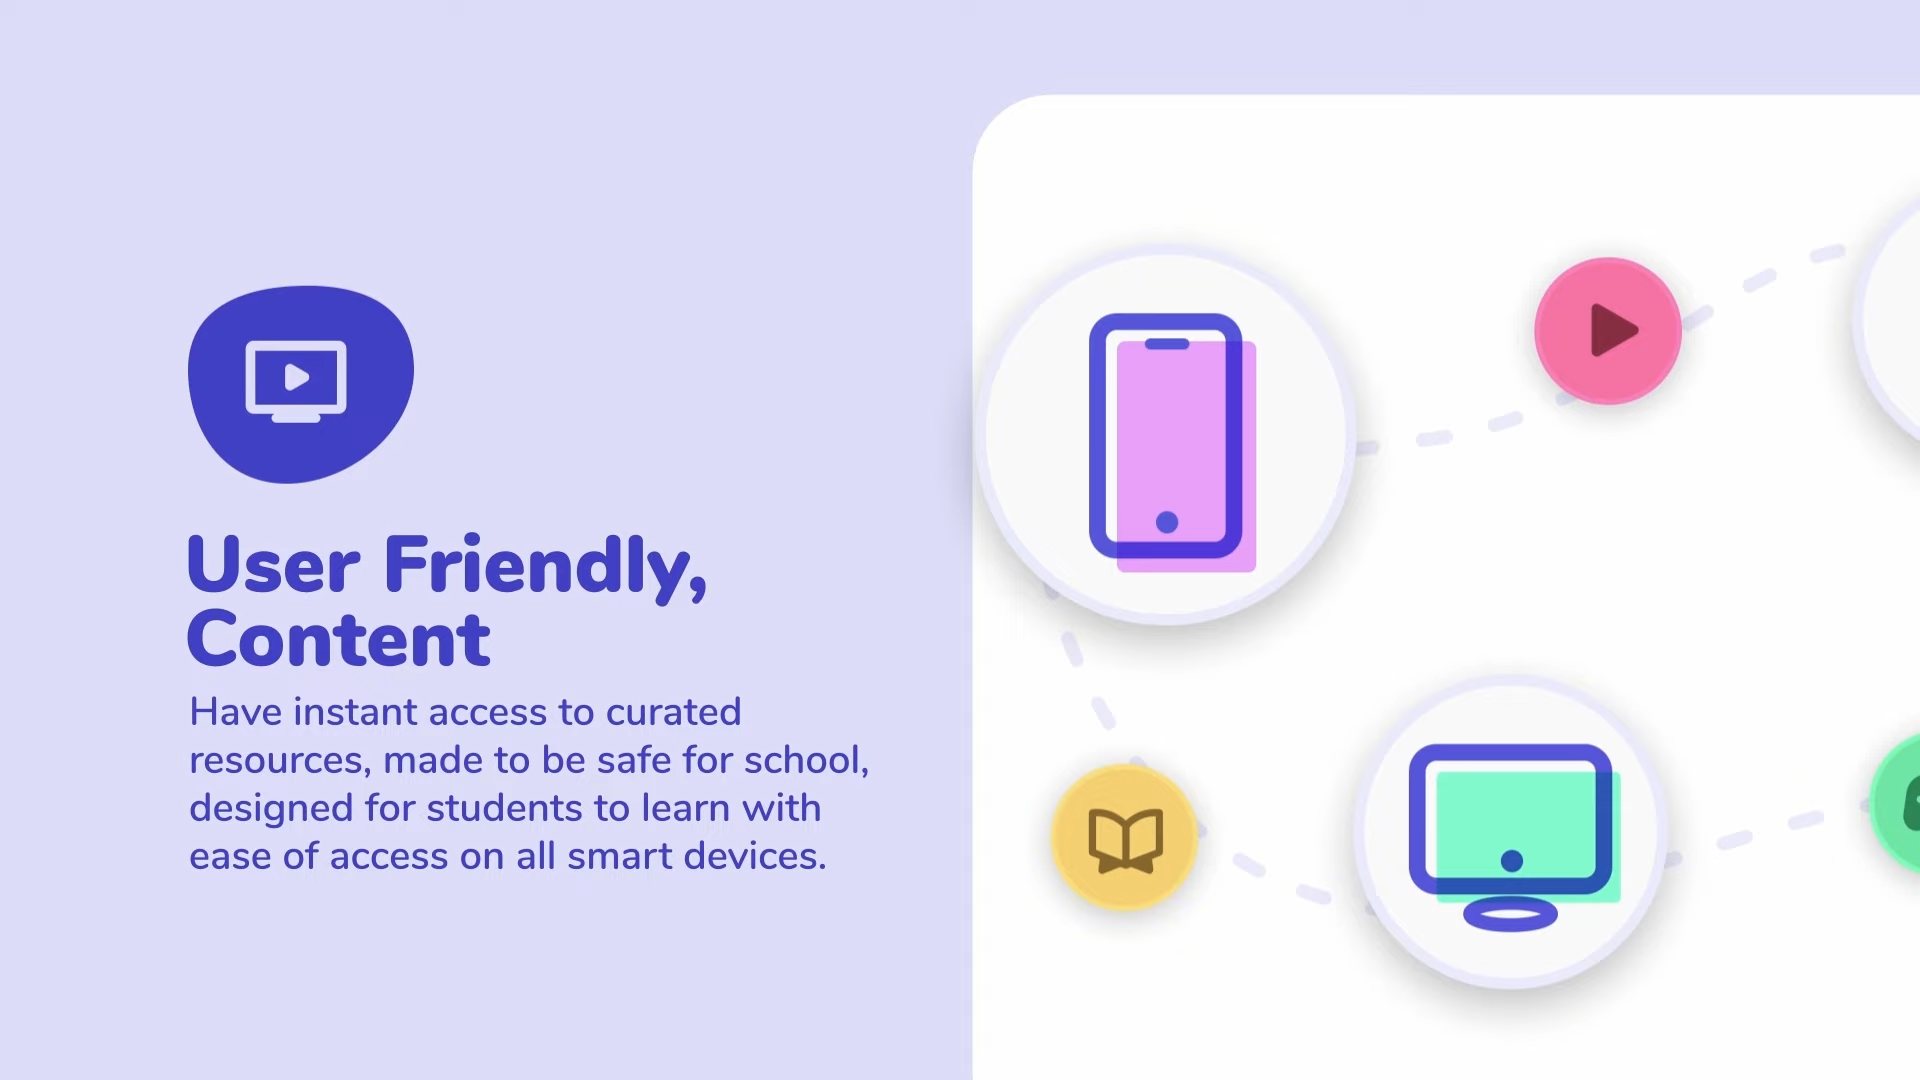 User Friendly,
Content
Have instant access to curated
resources, made to be safe for school,
designed for students to learn with
ease of access on all smart devices.